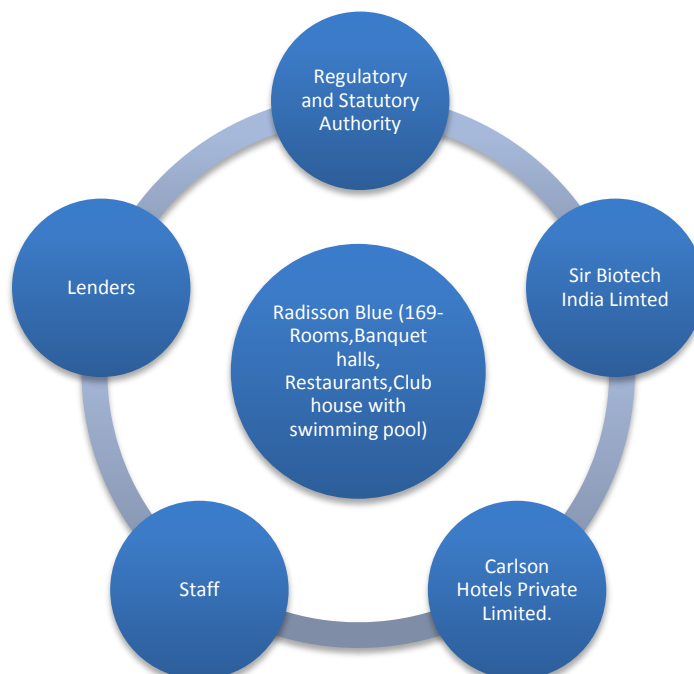 Regulatory
and Statutory
Authority
Lenders
Sir Biotech
India Limted
Radisson Blue (169-
Rooms,Banquet
halls,
Restaurants,Club
house with
swimming pool)
Staff
Carlson
Hotels Private
Limited.